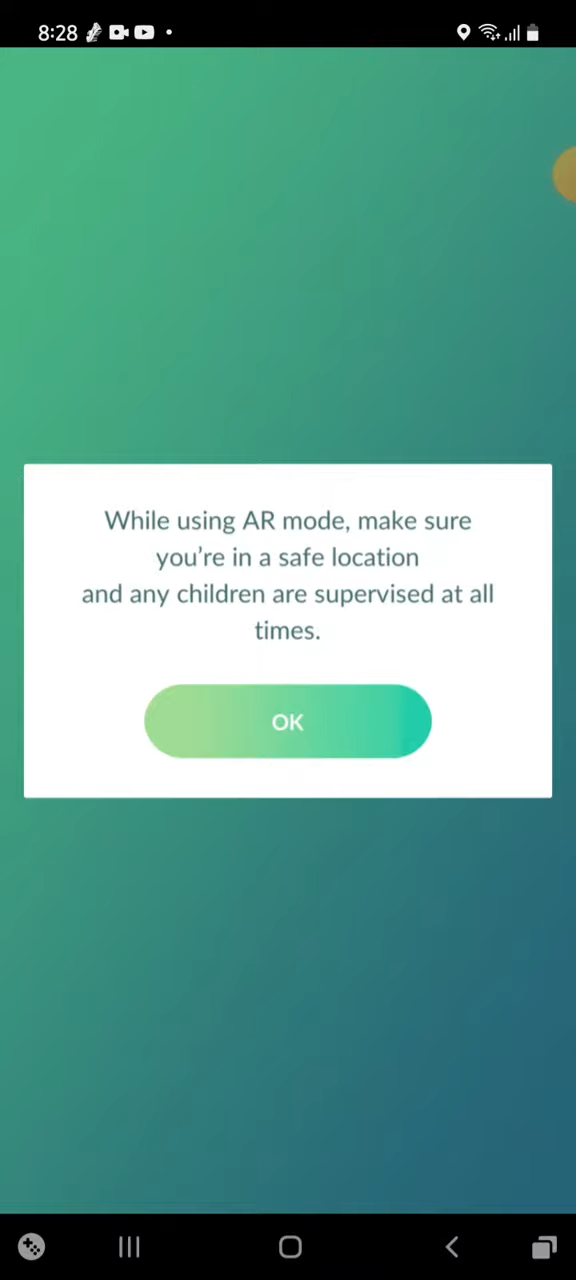 8:28
While using AR mode, make sure
you’re in a safe location
and any children are supervised at all
times.
OK